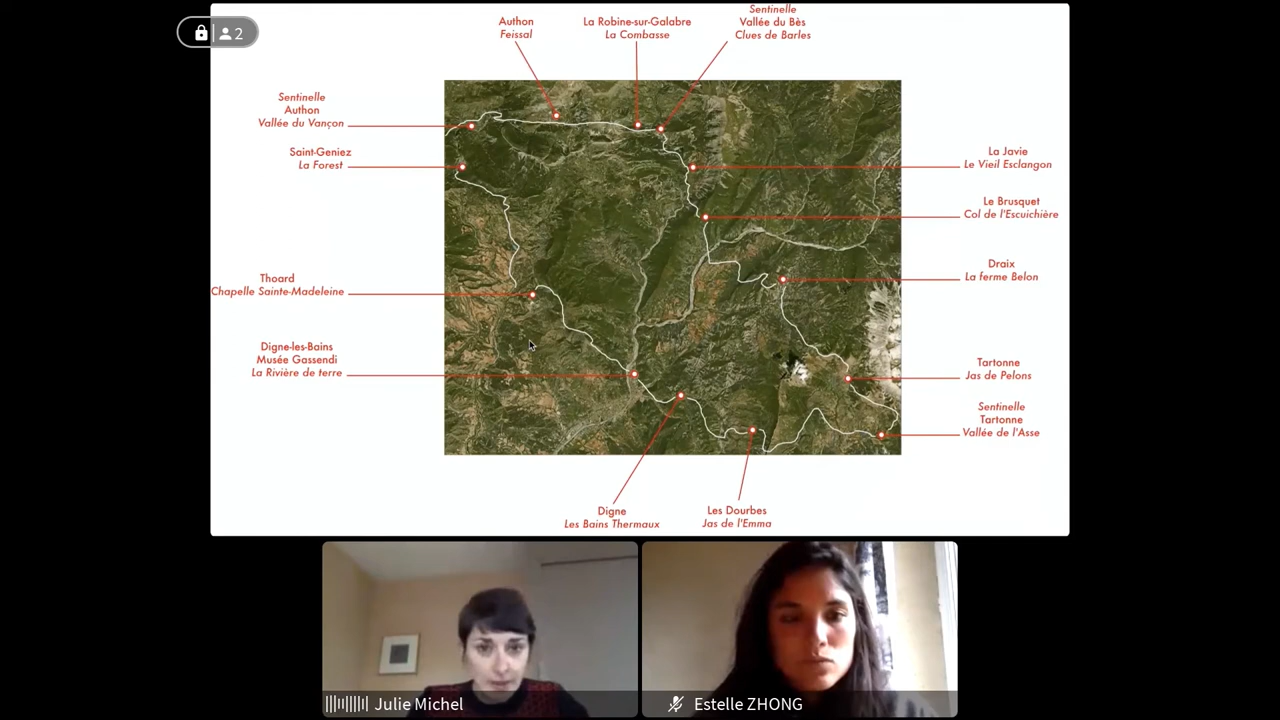 2
Authon
Feissal
La Robine-sur-Galabre
La Combasse
Sentinelle
Vallée du Bès
Clues de Barles
Sentinelle
Authon
Vallée du Vançon
Saint-Geniez
La Forest
La Javie
Le Vieil Esclangon
Le Brusquet
Col de l'Escuichière
Draix
La ferme Belon
Thoard
Chapelle Sainte-Madeleine
Digne-les-Bains
Musée Gassendi
La Rivière de terre
Tartonne
Jas de Pelons
Sentinelle
Tartonne
Vallée de l'Asse
Digne
Les Bains Thermaux
Les Dourbes
Jas de l'Emma
Julie Michel
Estelle ZHONG